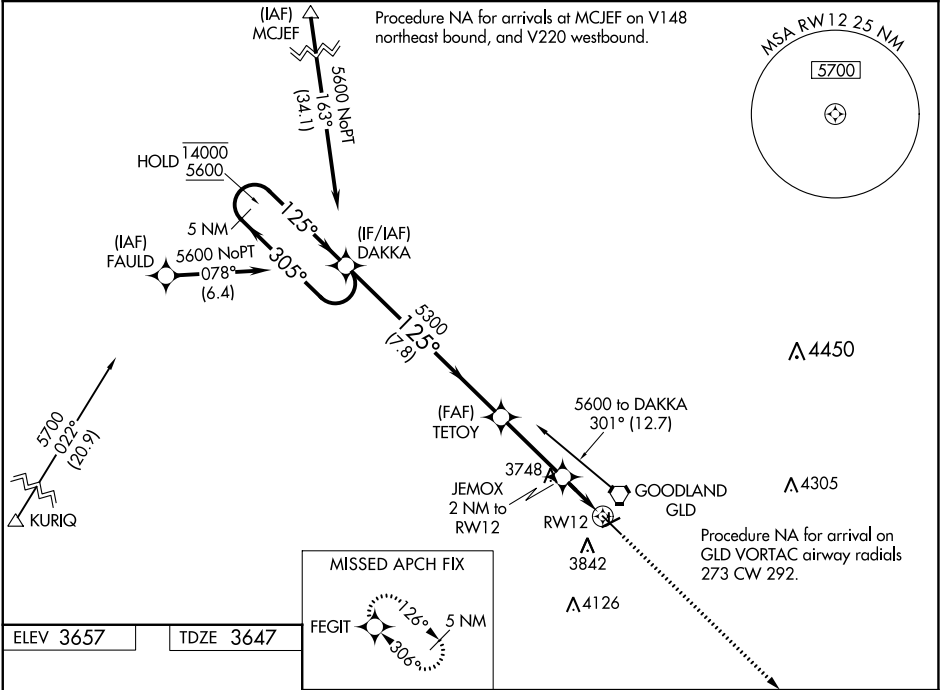 (IAF)
MCJEF
Procedure NA for arrivals at MCJEF on V148
northeast bound, and V220 westbound.
MSA RW12 25 NM
5700
5600 NoPT
163°
(34.1)
HOLD 14000
5600
5 NM
125°
305°
(IAF)
FAULD
5600 NoPT
078°
(6.4)
(IF/IAF)
DAKKA
5300
125°
(7.8)
4450
5700
022°
(20.9)
KURIQ
(FAF)
TETOY
5600 to DAKKA
301° (12.7)
3748
JEMOX
2 NM to
RW12
RW12
GOODLAND
GLD
4305
3842
4126
Procedure NA for arrival on
GLD VORTAC airway radials
273 CW 292.
MISSED APCH FIX
FEGIT
126°
306°
5 NM
ELEV 3657
TDZE 3647